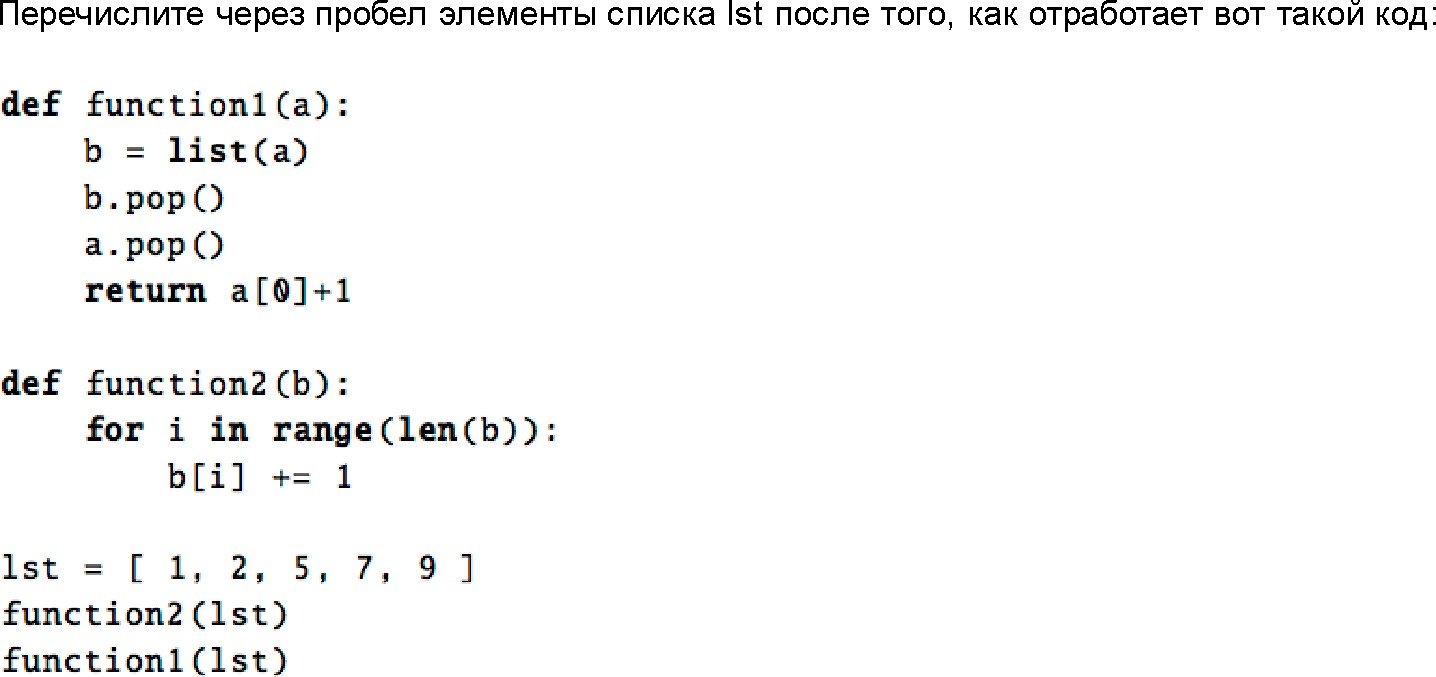 Перечислите через пробел элементы списка lst после того, как отработает вот такой код:
def function1(a):
    b = list(a)
    b.pop()
    a.pop()
    return a[0]+1
def function2(b):
    for i in range(len(b)):
        b[i] += 1
lst = [ 1, 2, 5, 7, 9 ]
function2(lst)
function1(lst)